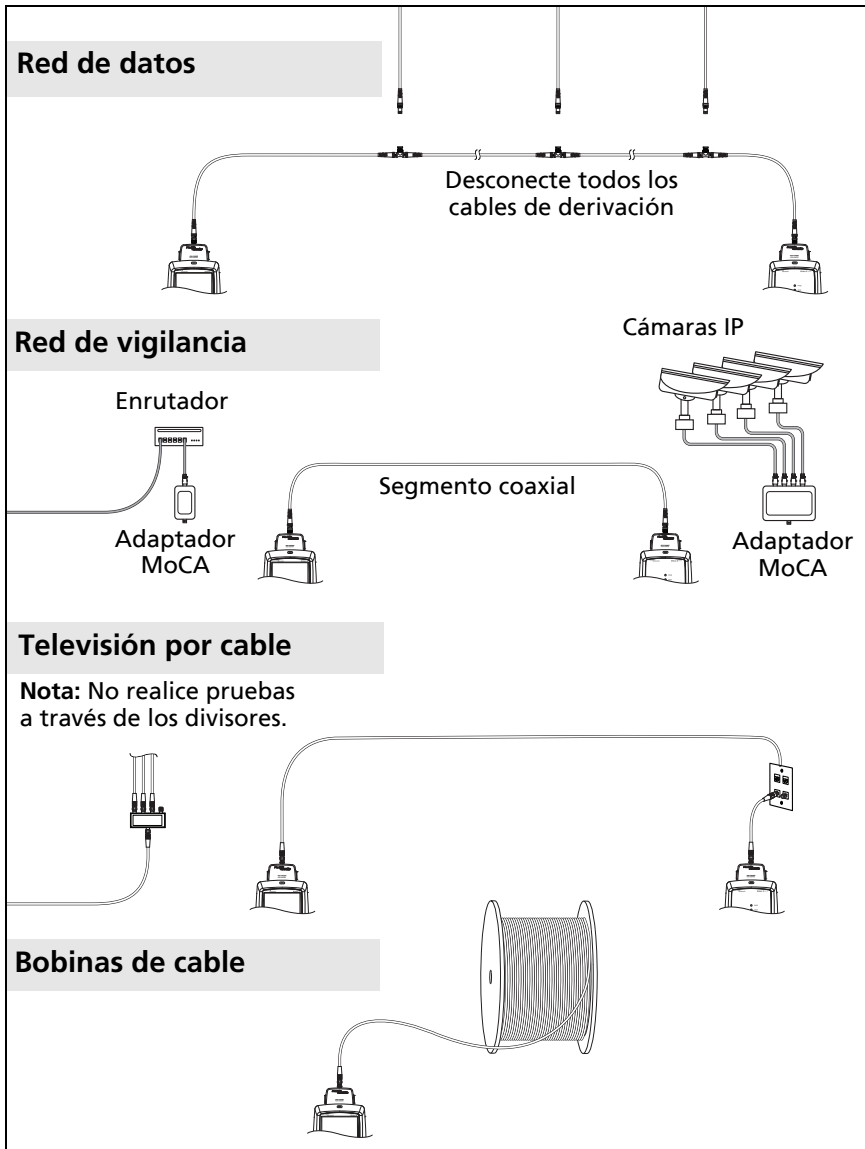 Red de datos
Desconecte todos los
cables de derivación
Red de vigilancia
Cámaras IP
Enrutador
Segmento coaxial
Adaptador
MoCA
Adaptador
MoCA
Televisión por cable
Nota: No realice pruebas
a través de los divisores.
Bobinas de cable